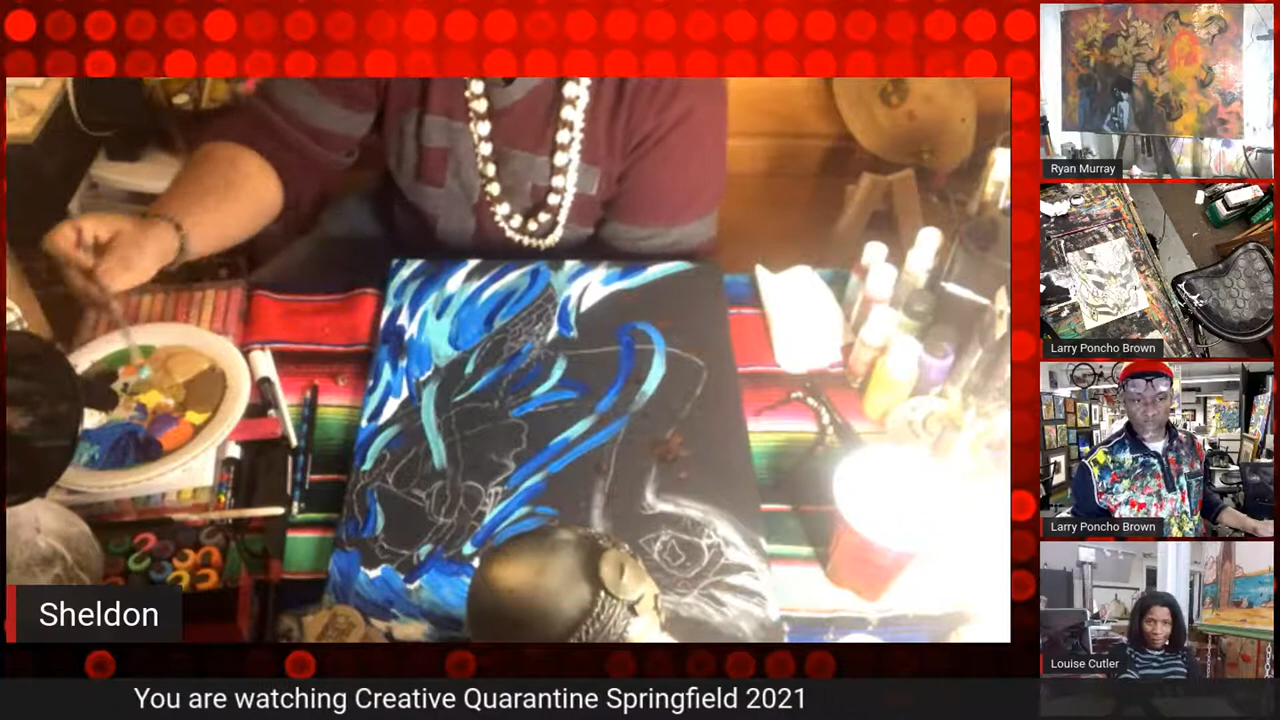 Ryan Murray
Larry Poncho Brown
Larry Poncho Brown
Louise Cutler
Sheldon
You are watching Creative Quarantine Springfield 2021